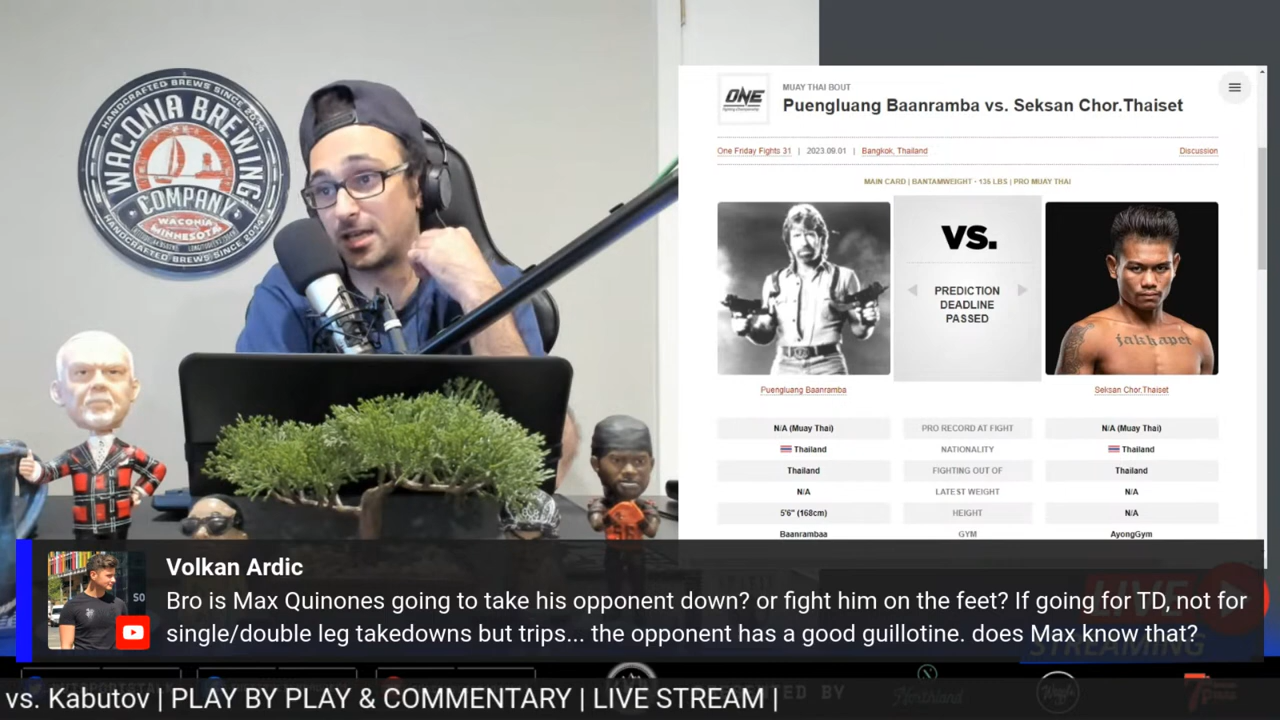 HANDCRAFTED BREWS SINCE 2014
WACONIA BREWING
COMPANY
WACONIA
MINNESOTA
ONE
MUAY THAI BOUT
Puengluang Baanramba vs. Seksan Chor.Thaiset
One Friday Fights 31 | 2023.09.01 | Bangkok, Thailand
Discussion
MAIN CARD | BANTAMWEIGHT · 135 LBS | PRO MUAY THAI
VS.
PREDICTION
DEADLINE
PASSED
jakhapet
Puengluang Baanramba
Seksan Chor.Thaiset
N/A (Muay Thai) PRO RECORD AT FIGHT N/A (Muay Thai)
Thailand NATIONALITY Thailand
Thailand FIGHTING OUT OF Thailand
N/A LATEST WEIGHT N/A
5'6" (168cm) HEIGHT N/A
Baanrambaa GYM AyongGym
Volkan Ardic
Bro is Max Quinones going to take his opponent down? or fight him on the feet? If going for TD, not for
single/double leg takedowns but trips... the opponent has a good guillotine. does Max know that?
LIVE
STREAMING
BY
Northland
vs. Kabutov | PLAY BY PLAY & COMMENTARY | LIVE STREAM |